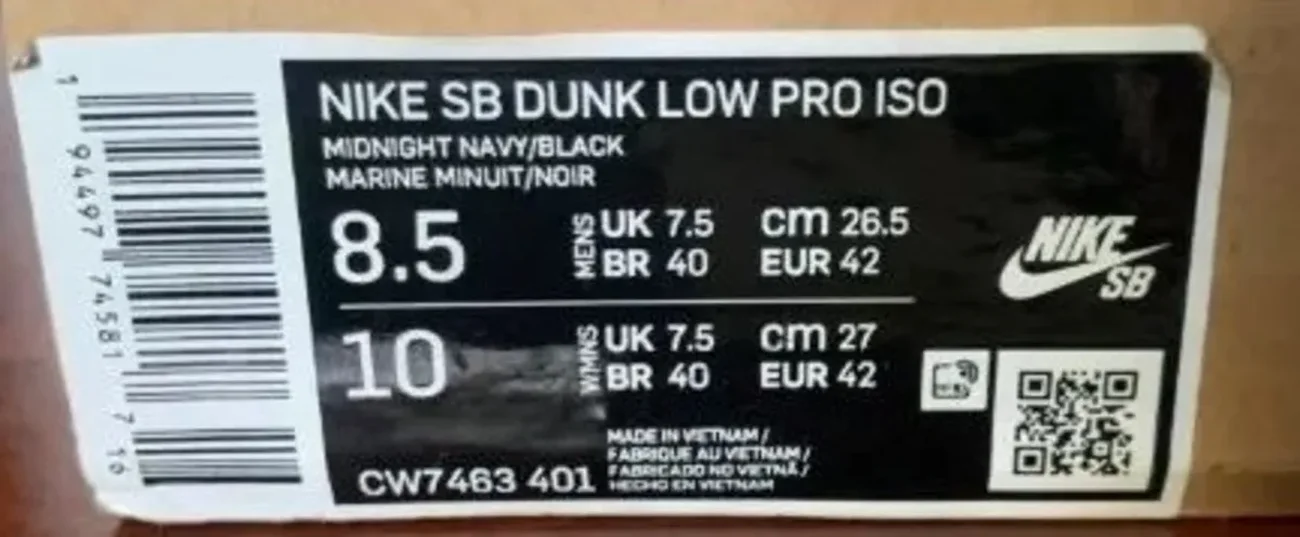 NIKE SB DUNK LOW PRO ISO
MIDNIGHT NAVY/BLACK
MARINE MINUIT/NOIR
8.5 MENS UK 7.5 cm 26.5
BR 40 EUR 42
10 WMNS UK 7.5 cm 27
BR 40 EUR 42
MADE IN VIETNAM /
FABRIQUE AU VIETNAM /
FABRICADO NO VIETNÃ /
HECHO EN VIETNAM
CW7463 401
NIKE
SB
1 94497 74581 7 16